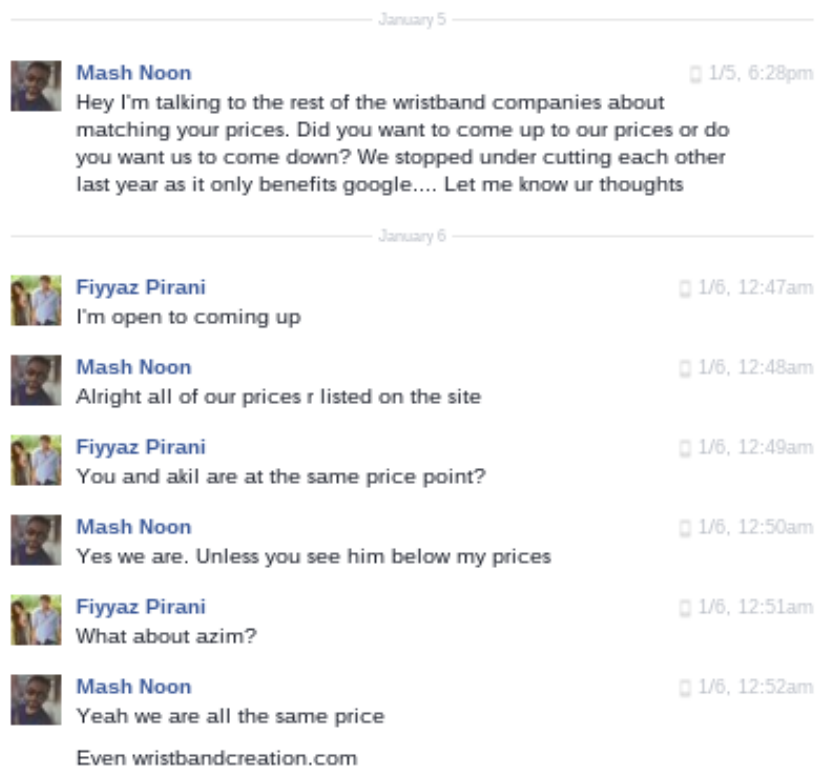 January 5
Mash Noon 1/5, 6:28pm
Hey I'm talking to the rest of the wristband companies about
matching your prices. Did you want to come up to our prices or do
you want us to come down? We stopped under cutting each other
last year as it only benefits google.... Let me know ur thoughts
January 6
Fiyyaz Pirani 1/6, 12:47am
I'm open to coming up
Mash Noon 1/6, 12:48am
Alright all of our prices r listed on the site
Fiyyaz Pirani 1/6, 12:49am
You and akil are at the same price point?
Mash Noon 1/6, 12:50am
Yes we are. Unless you see him below my prices
Fiyyaz Pirani 1/6, 12:51am
What about azim?
Mash Noon 1/6, 12:52am
Yeah we are all the same price
Even wristbandcreation.com